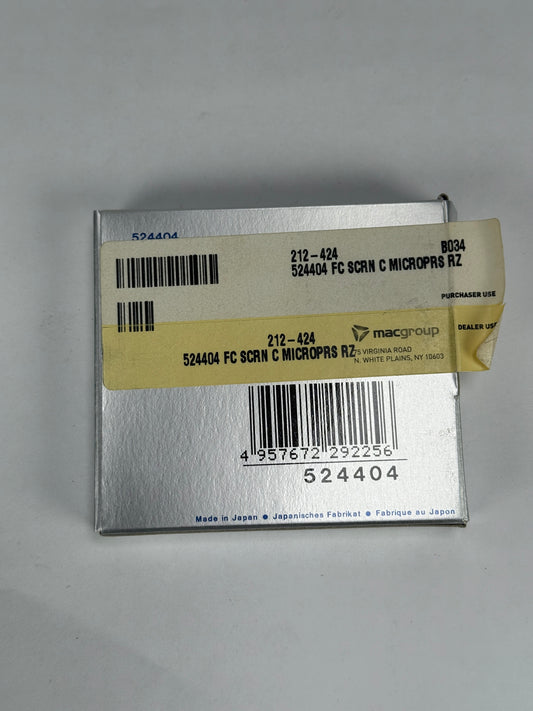 524404
212-424
B034
524404 FC SCRN C MICROPRS RZ
PURCHASER USE
212-424
macgroup
DEALER USE
524404 FC SCRN C MICROPRS RZ
75 VIRGINIA ROAD
N. WHITE PLAINS, NY 10603
4 957672 292256
524404
Made in Japan ● Japanisches Fabrikat ● Fabrique au Japon